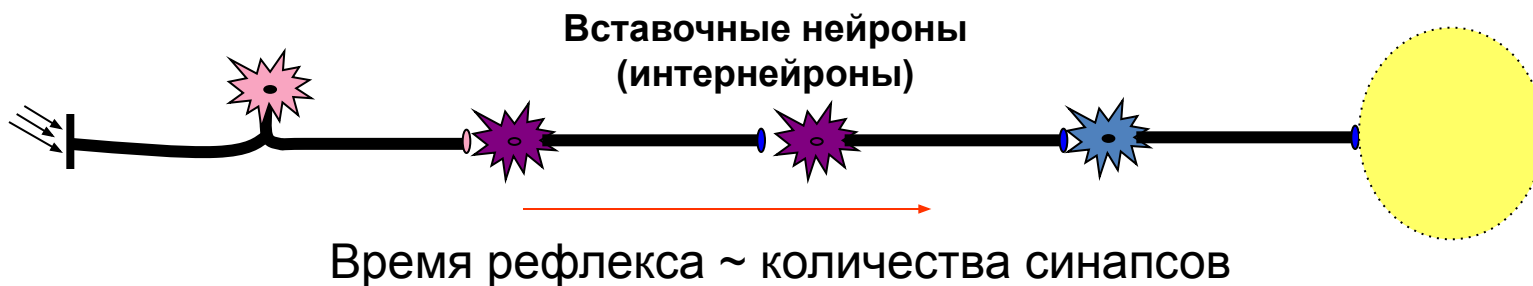 Вставочные нейроны
(интернейроны)
Время рефлекса ~ количества синапсов